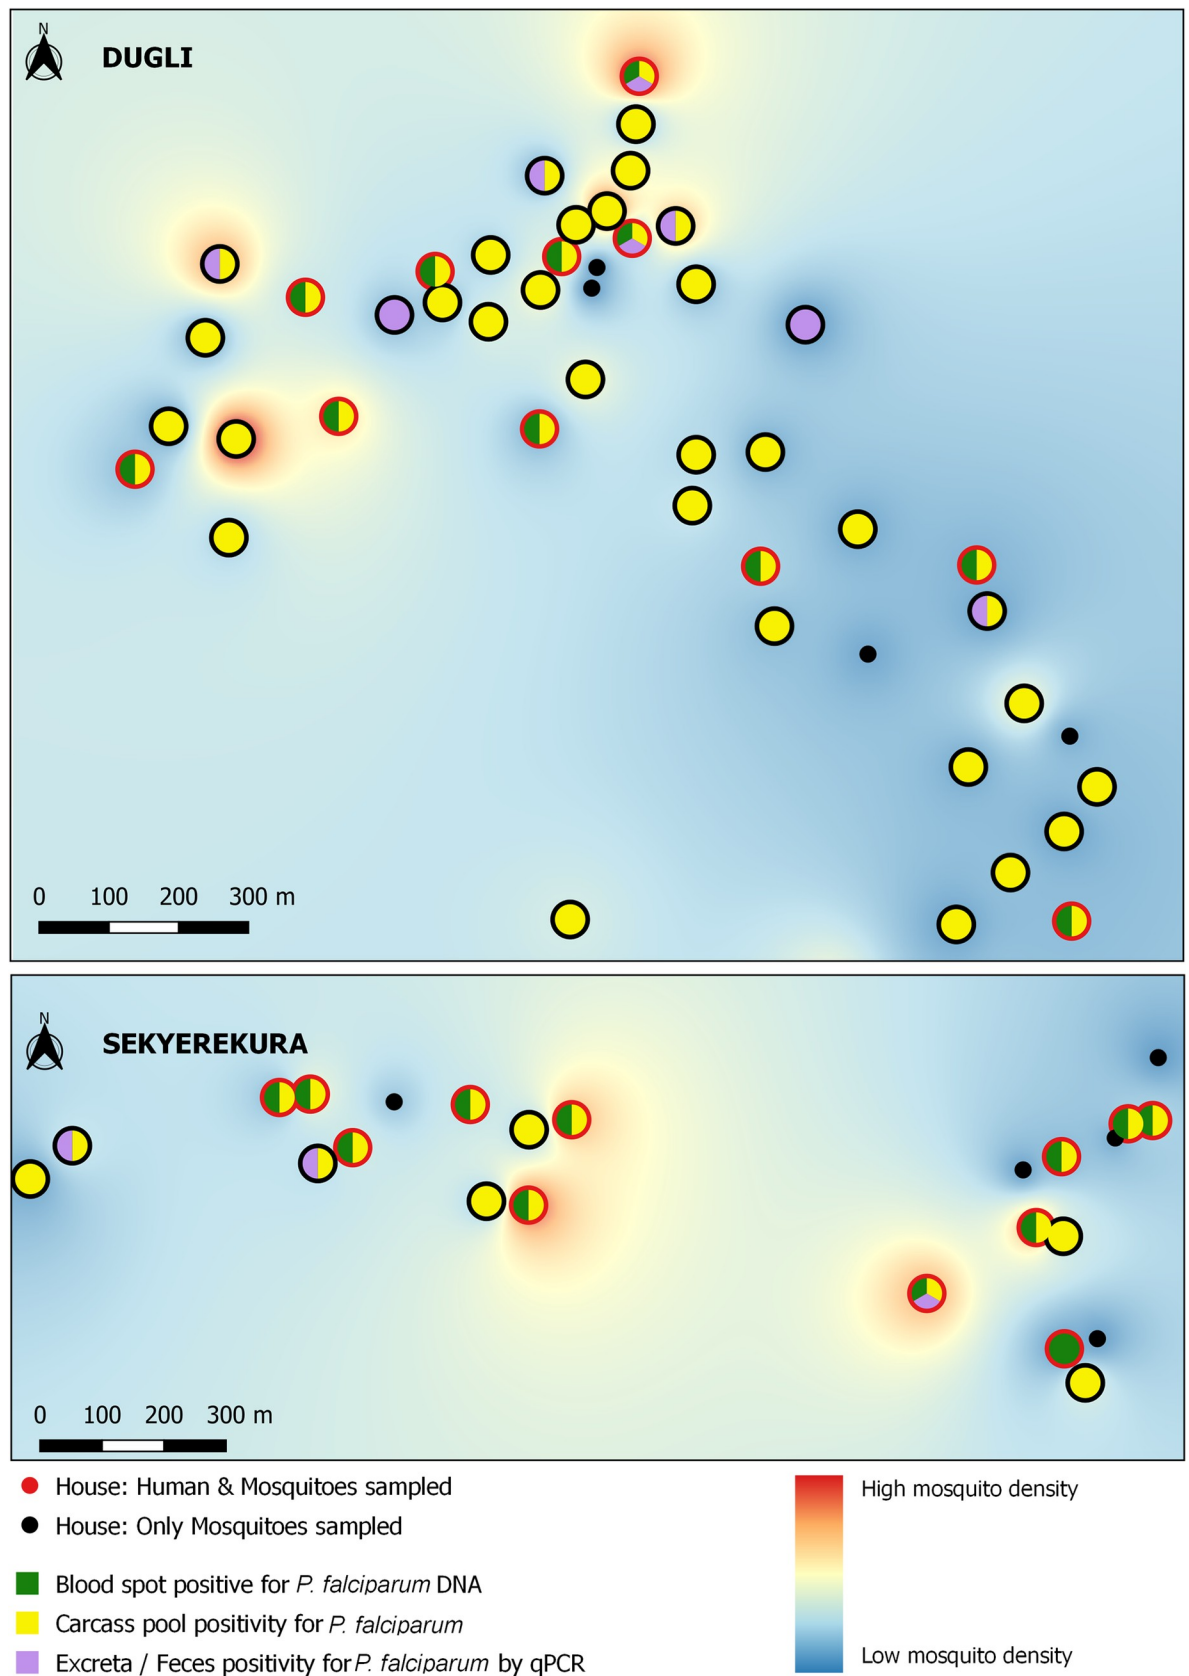 N
DUGLI
0 100 200 300 m
N
SEKYEREKURA
0 100 200 300 m
House: Human & Mosquitoes sampled
House: Only Mosquitoes sampled
Blood spot positive for P. falciparum DNA
Carcass pool positivity for P. falciparum
Excreta / Feces positivity for P. falciparum by qPCR
High mosquito density
Low mosquito density